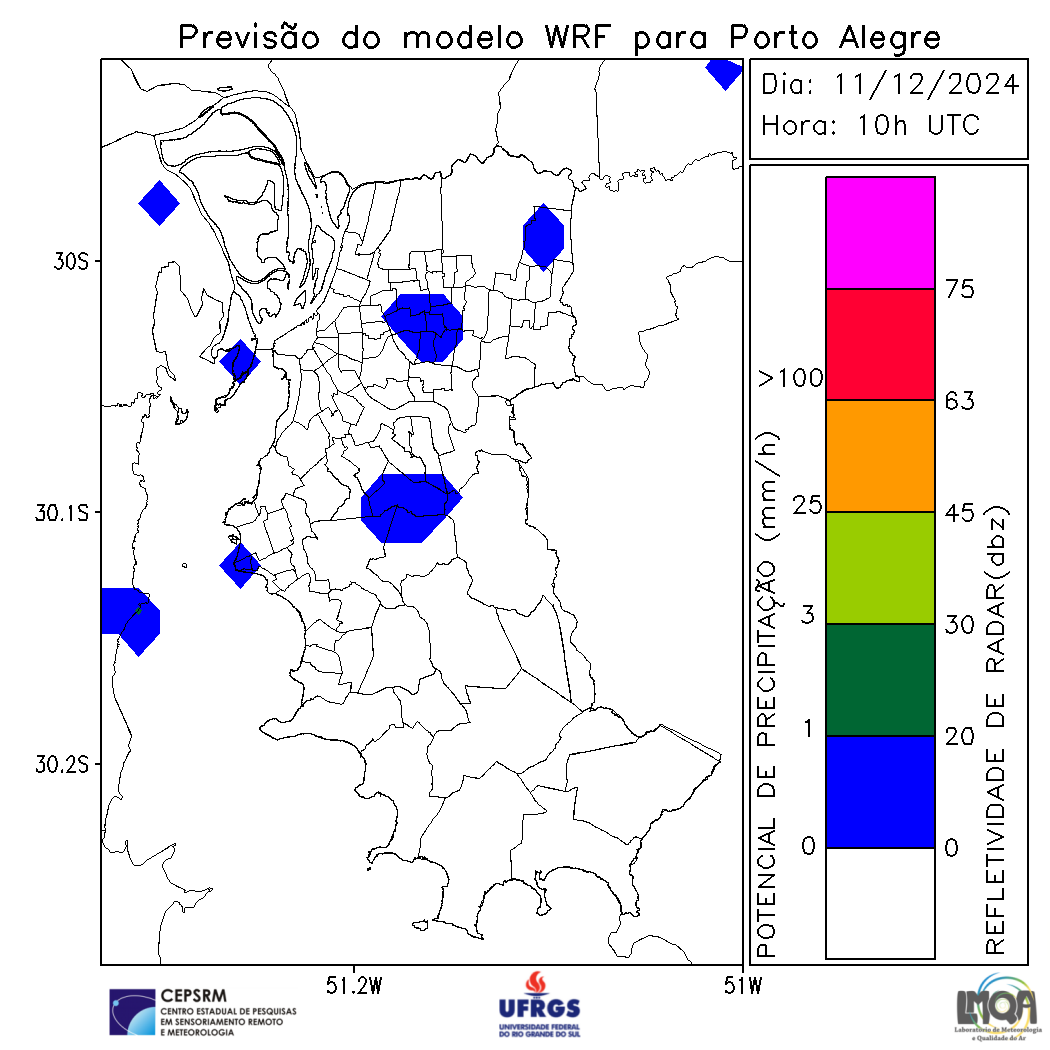 Previsão do modelo WRF para Porto Alegre
Dia: 11/12/2024
Hora: 10h UTC
30S
30.1S
30.2S
51.2W
51W
POTENCIAL DE PRECIPITAÇÃO (mm/h)
>100
25
3
1
0
75
63
45
30
20
0
REFLETIVIDADE DE RADAR(dbz)
CEPSRM
CENTRO ESTADUAL DE PESQUISAS
EM SENSORIAMENTO REMOTO
E METEOROLOGIA
UFRGS
UNIVERSIDADE FEDERAL
DO RIO GRANDE DO SUL
LMQA
Laboratório de Meteorologia
e Qualidade do Ar